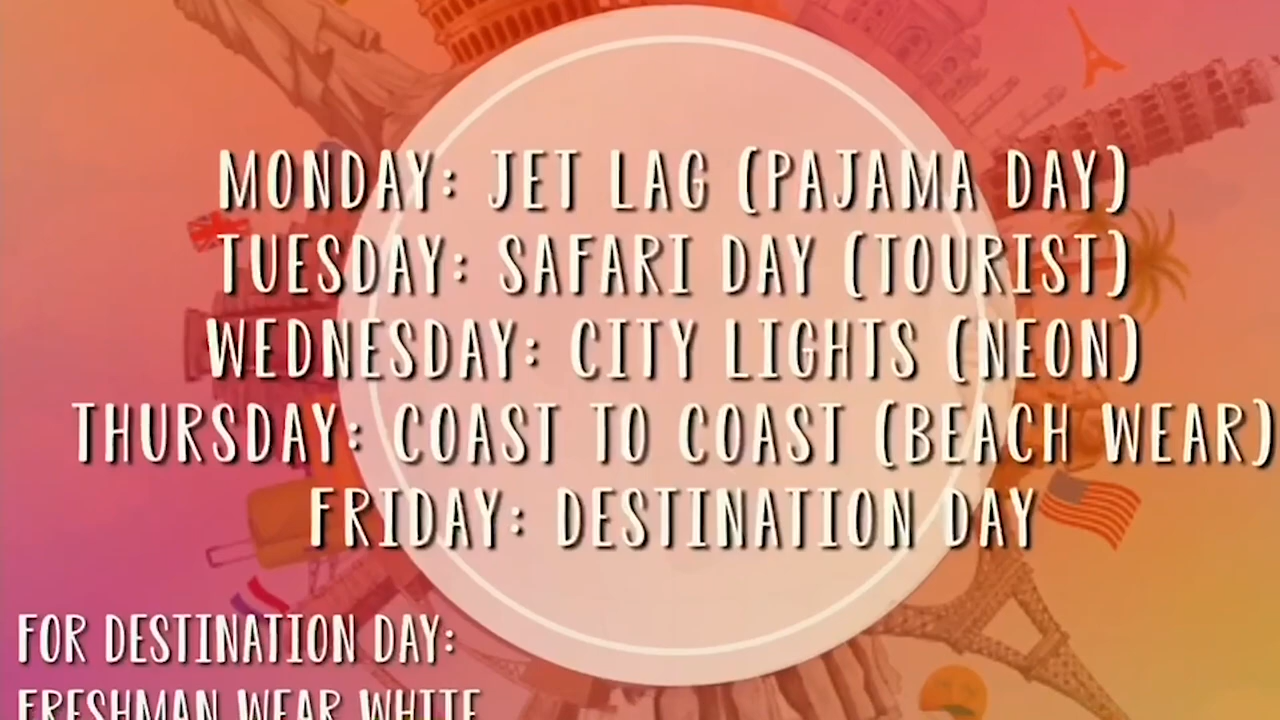 MONDAY: JET LAG (PAJAMA DAY)
TUESDAY: SAFARI DAY (TOURIST)
WEDNESDAY: CITY LIGHTS (NEON)
THURSDAY: COAST TO COAST (BEACH WEAR)
FRIDAY: DESTINATION DAY
FOR DESTINATION DAY:
FRESHMAN WEAR WHITE